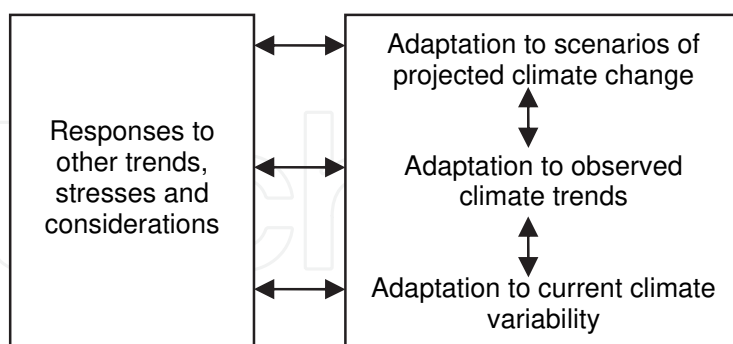 Responses to
other trends,
stresses and
considerations
Adaptation to scenarios of
projected climate change
Adaptation to observed
climate trends
Adaptation to current climate
variability